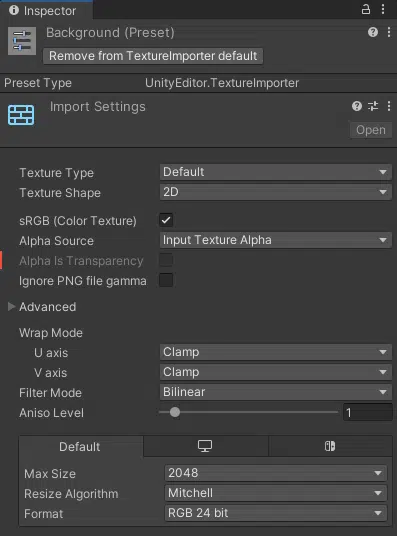 Inspector
Background (Preset)
Remove from TextureImporter default
Preset Type UnityEditor.TextureImporter
Import Settings
Open
Texture Type Default
Texture Shape 2D
sRGB (Color Texture)
Alpha Source Input Texture Alpha
Alpha Is Transparency
Ignore PNG file gamma
Advanced
Wrap Mode
U axis Clamp
V axis Clamp
Filter Mode Bilinear
Aniso Level 1
Default
Max Size 2048
Resize Algorithm Mitchell
Format RGB 24 bit